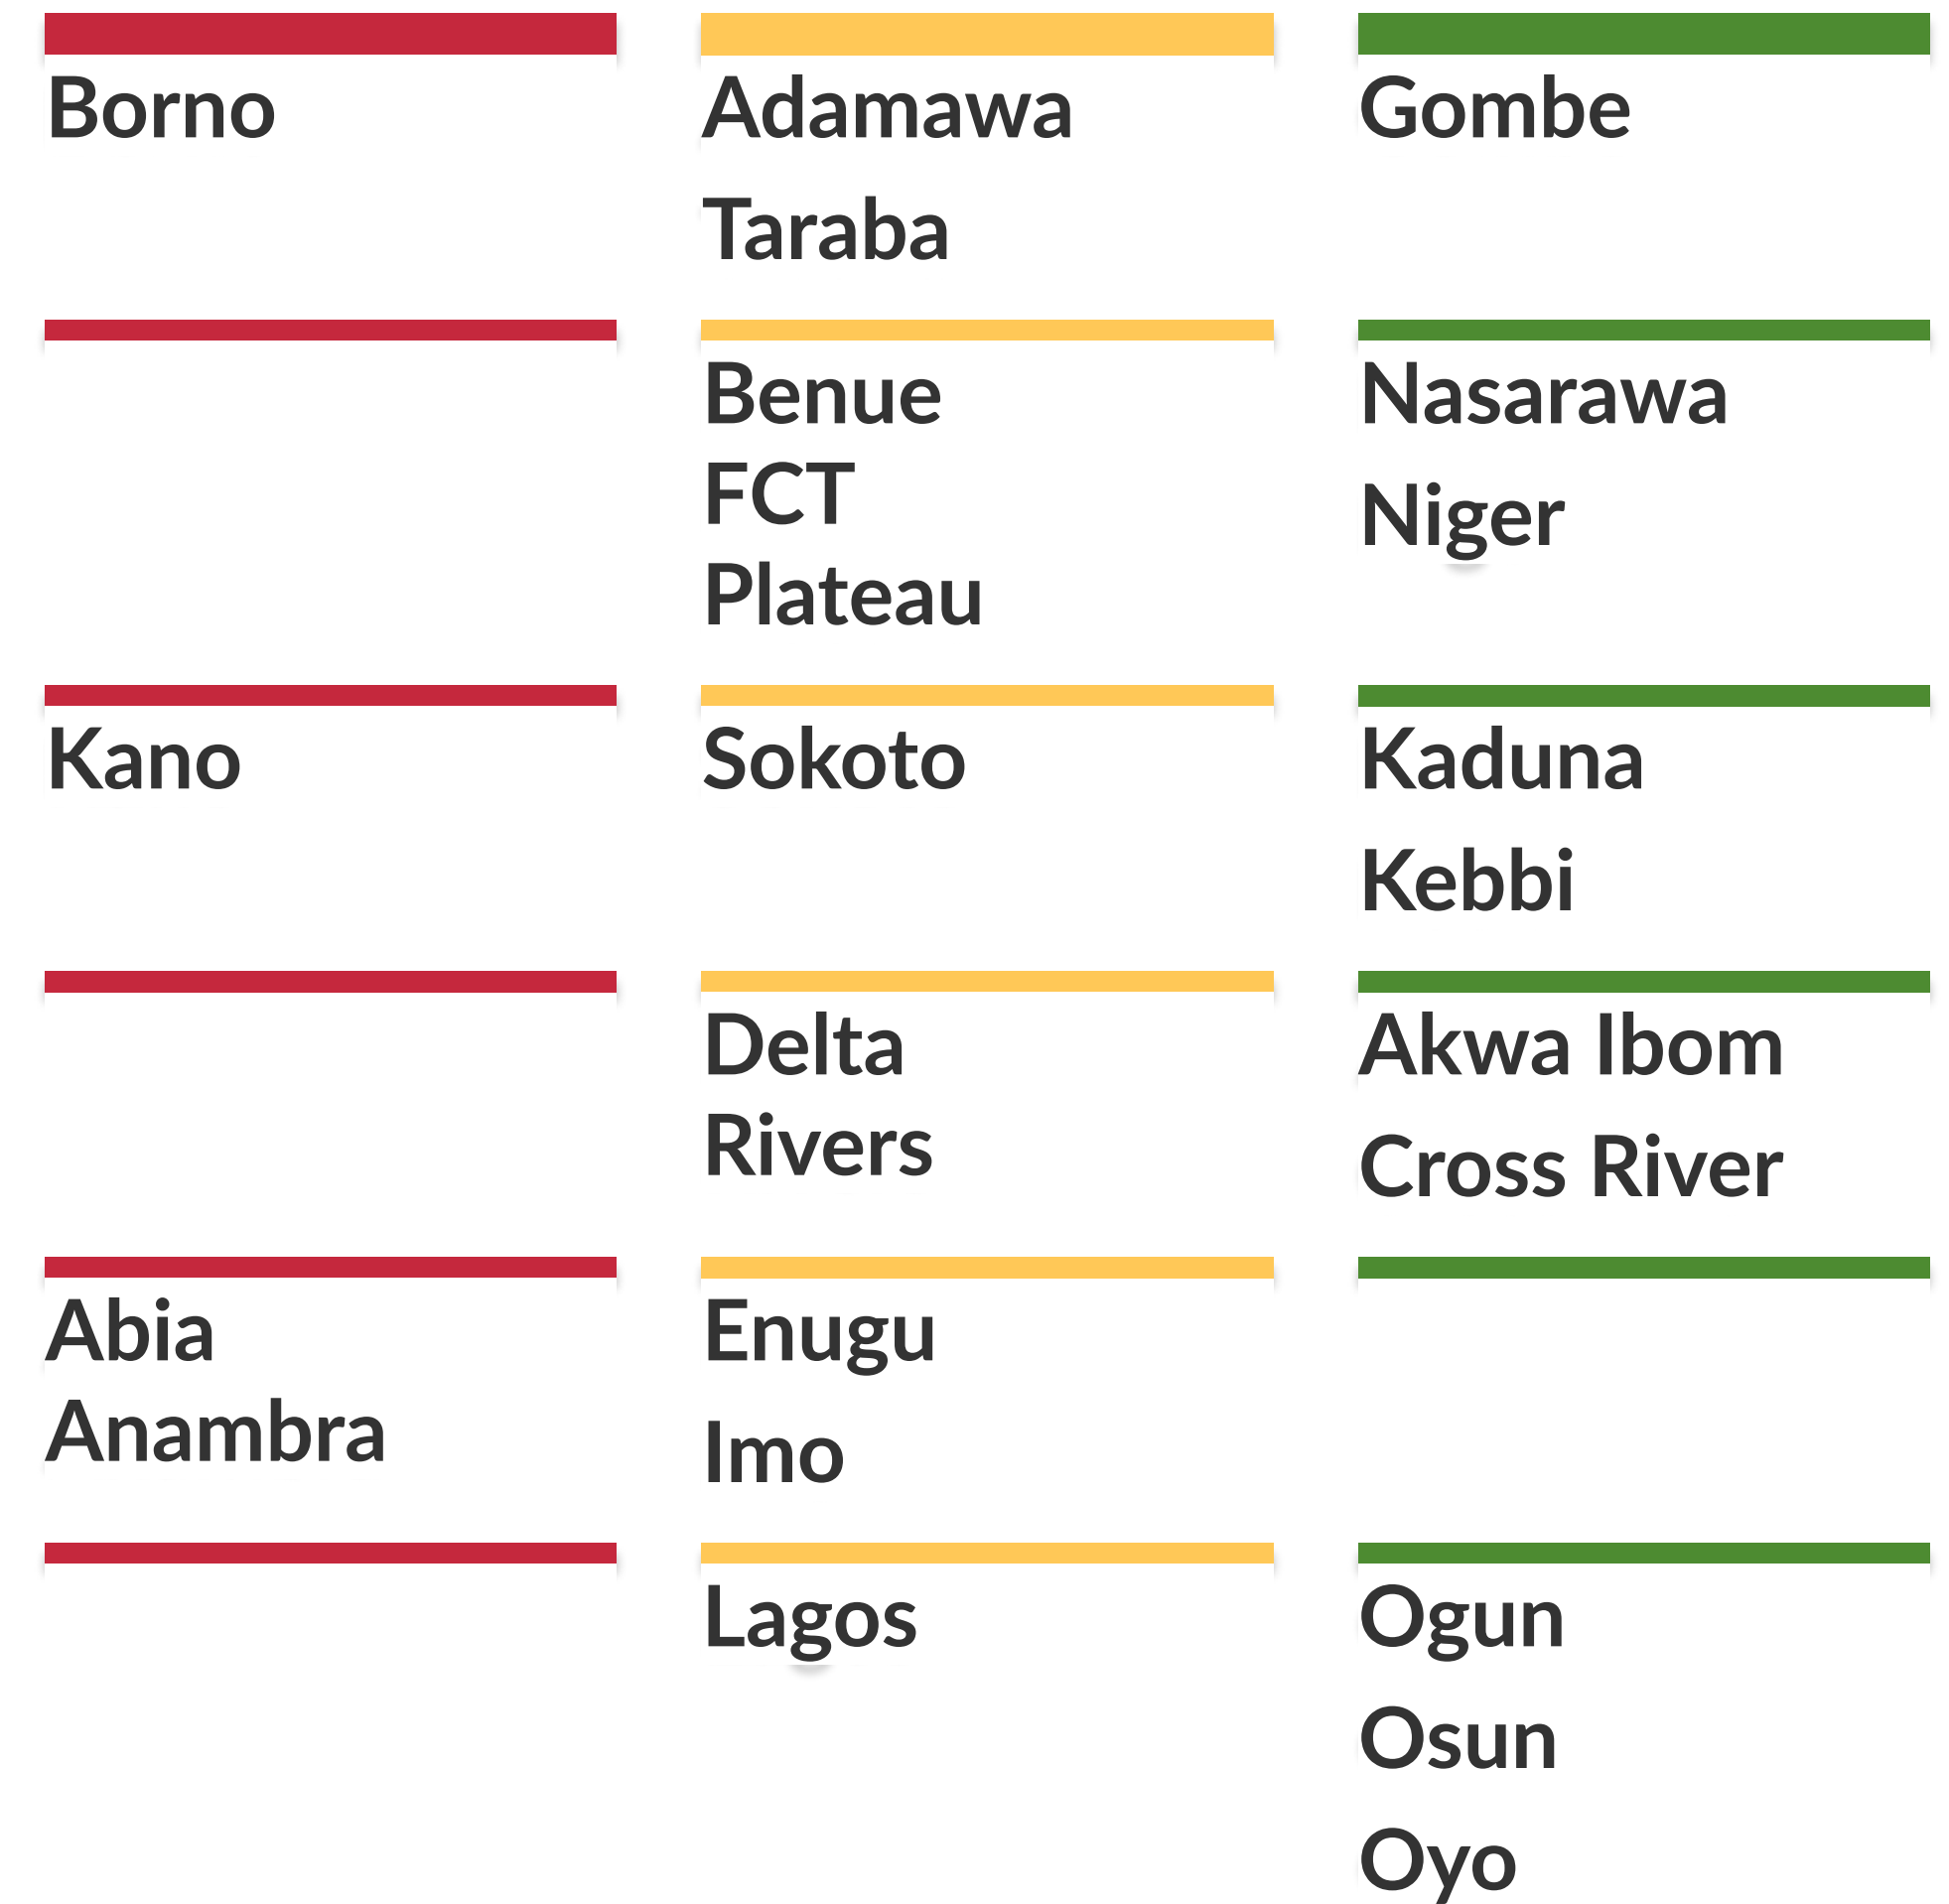 Borno
Adamawa
Taraba
Gombe
Benue
FCT
Plateau
Nasarawa
Niger
Kano
Sokoto
Kaduna
Kebbi
Delta
Rivers
Akwa Ibom
Cross River
Abia
Anambra
Enugu
Imo
Lagos
Ogun
Osun
Oyo